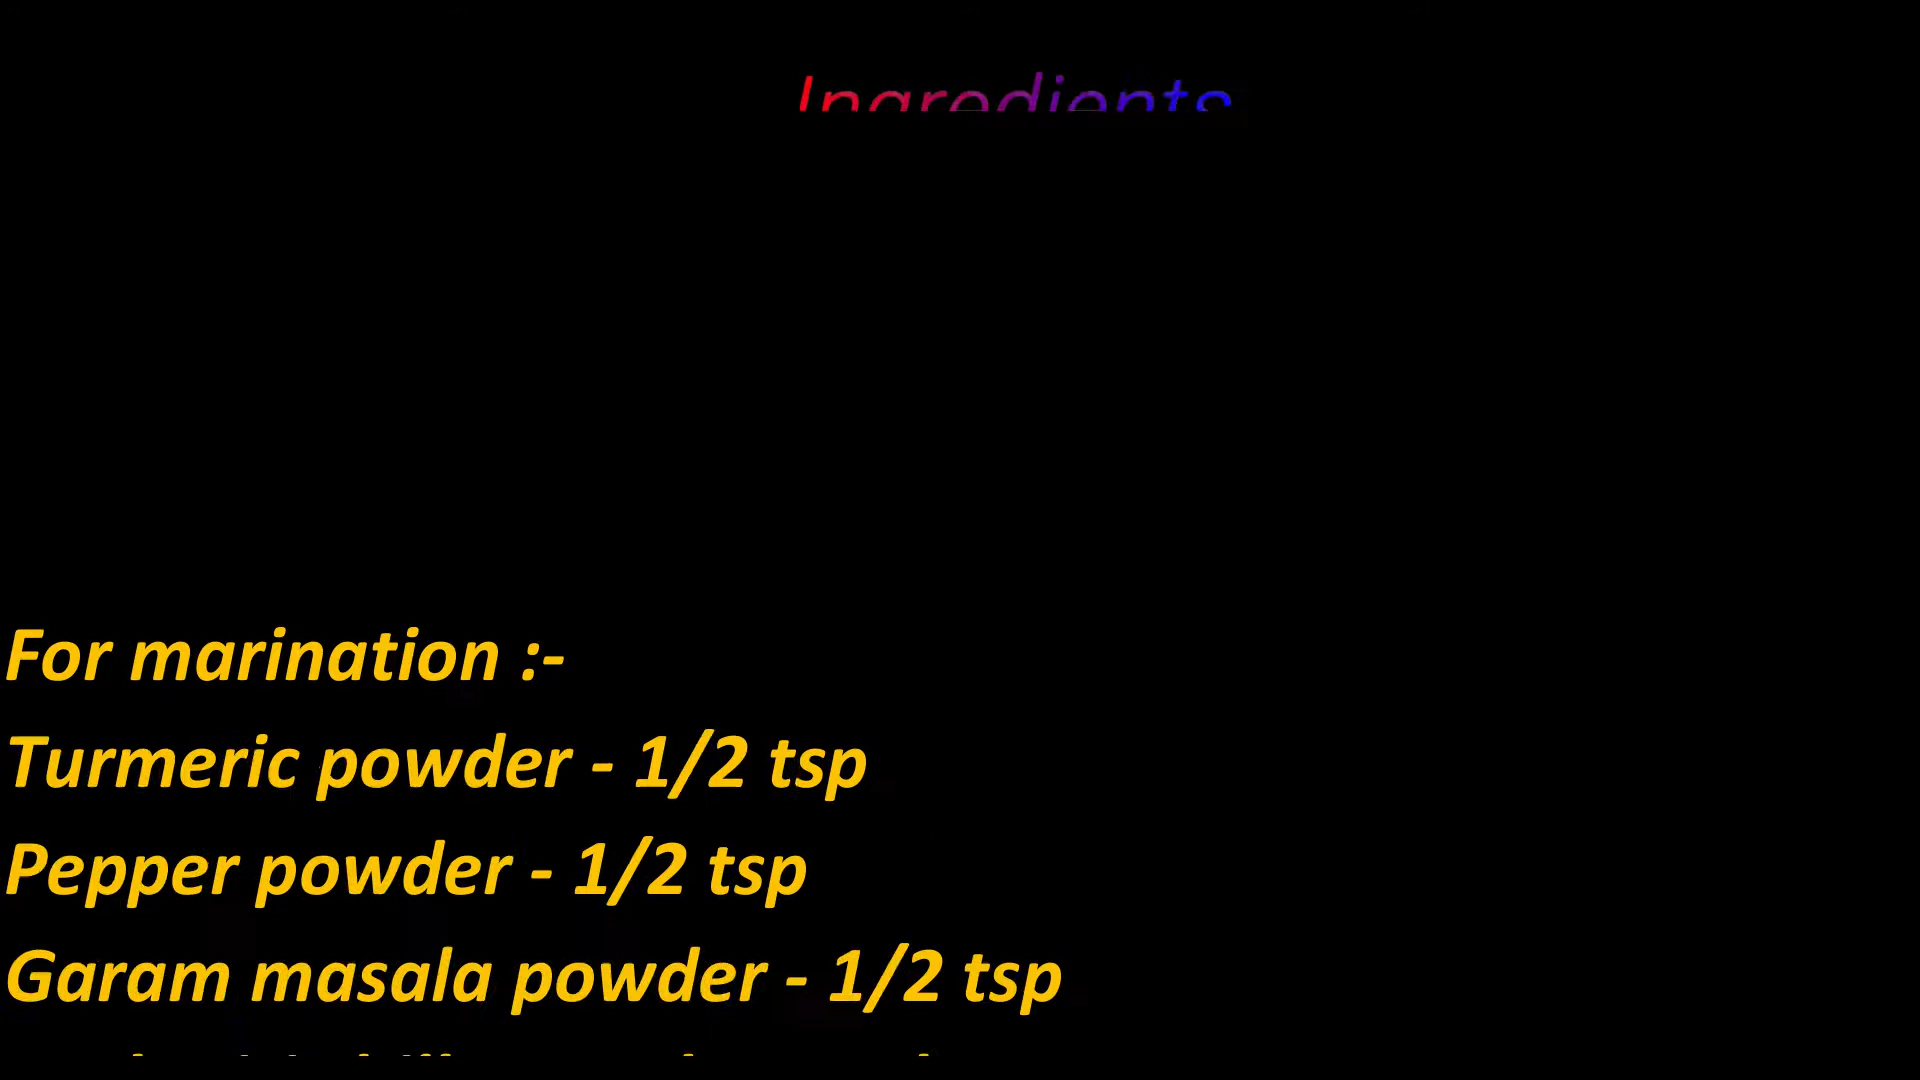 Ingredients
For marination :-
Turmeric powder - 1/2 tsp
Pepper powder - 1/2 tsp
Garam masala powder - 1/2 tsp